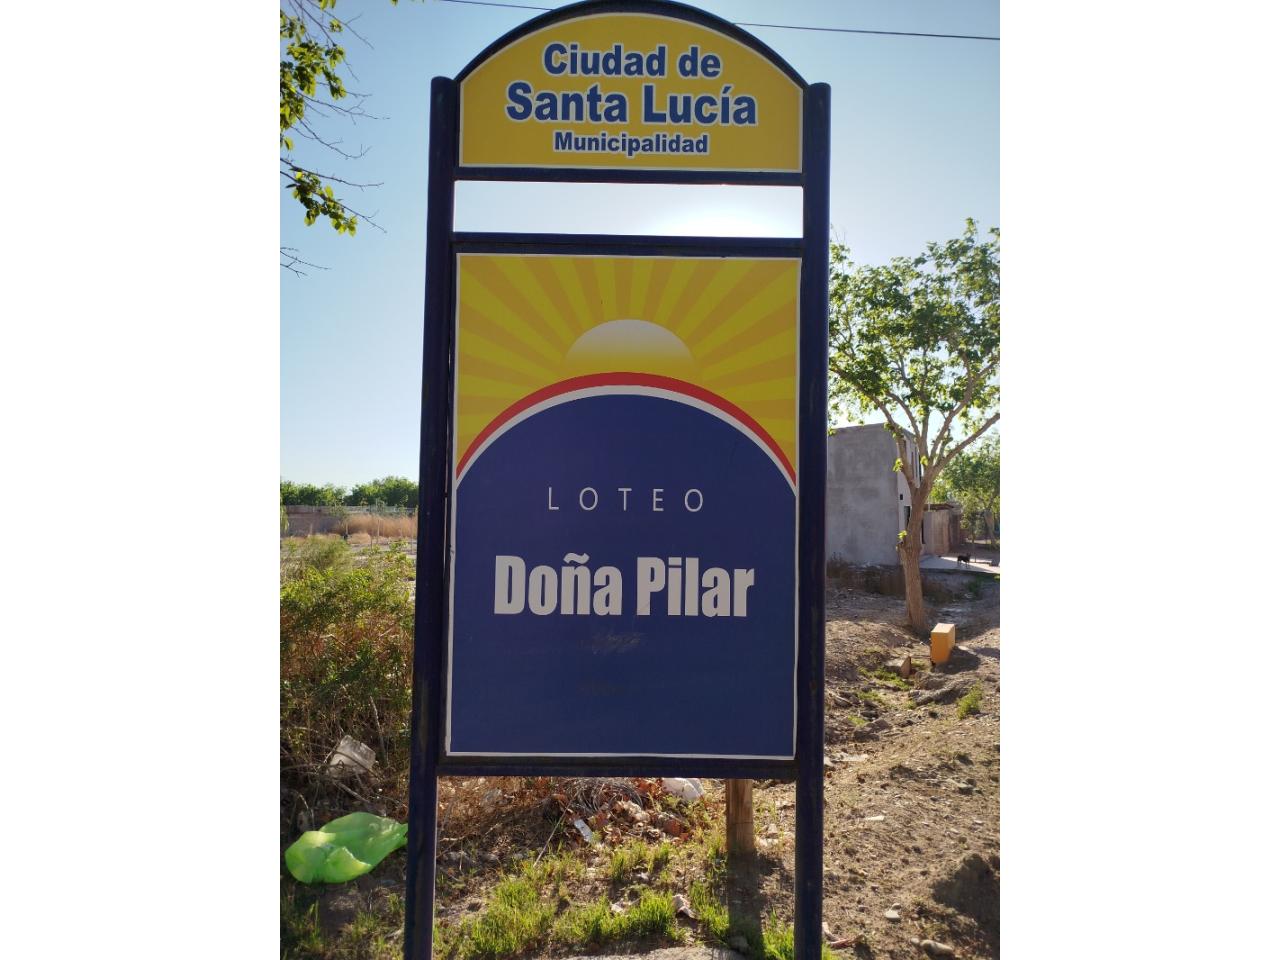 Ciudad de
Santa Lucía
Municipalidad
LOTEO
Doña Pilar